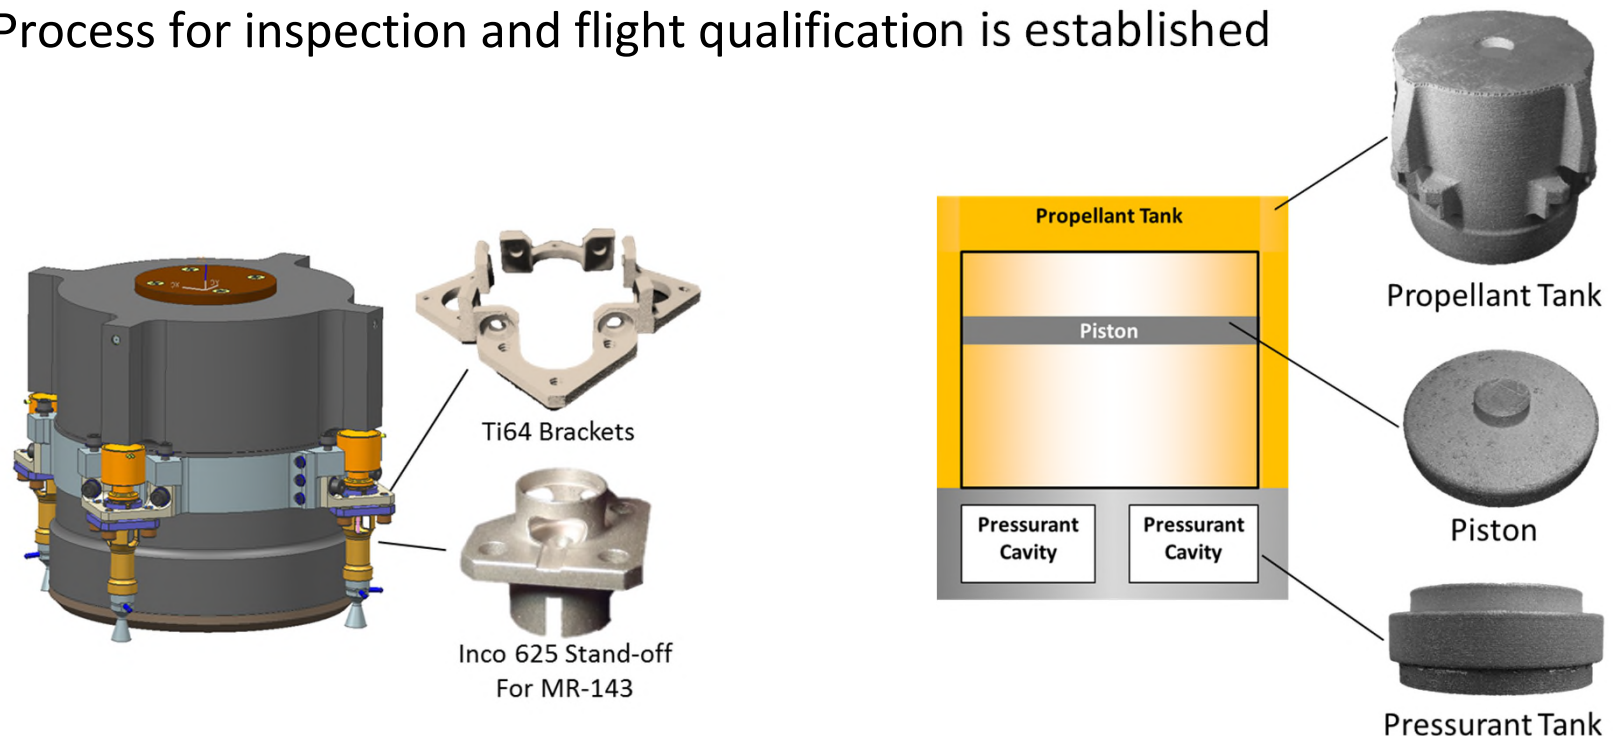 Process for inspection and flight qualification is established
Ti64 Brackets
Inco 625 Stand-off
For MR-143
Propellant Tank
Piston
Pressurant
Cavity
Pressurant
Cavity
Propellant Tank
Piston
Pressurant Tank